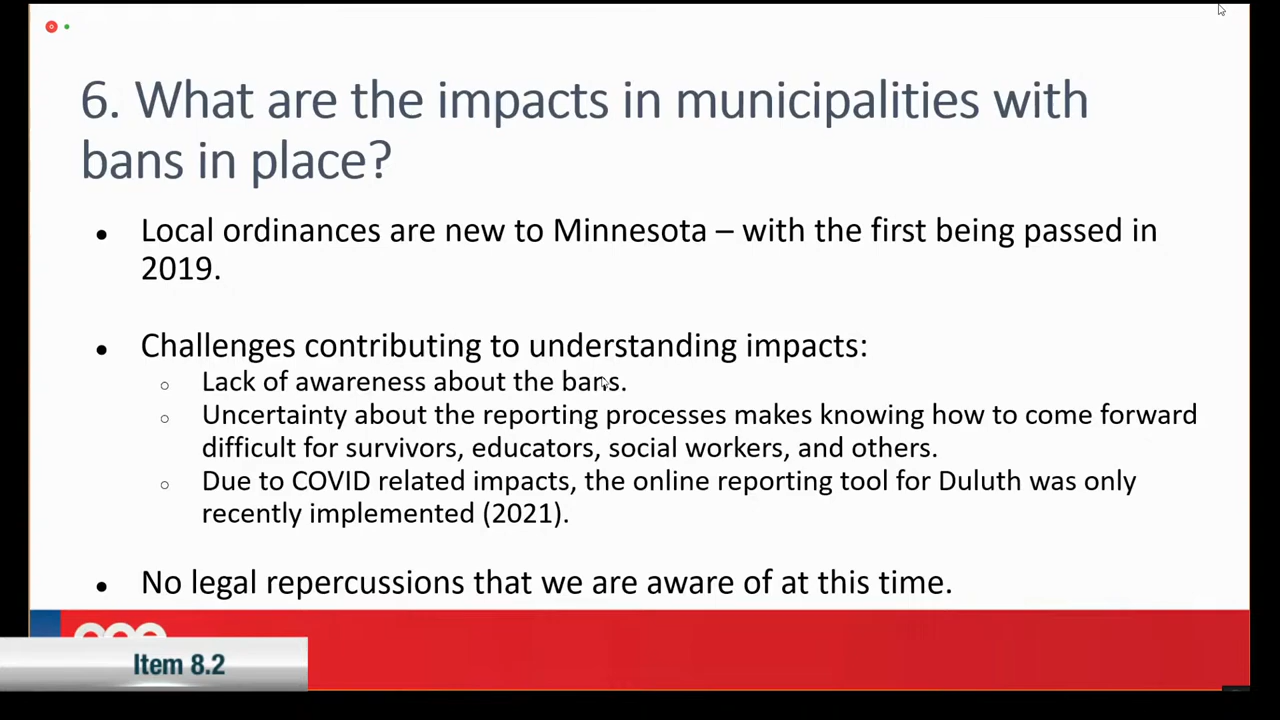 6. What are the impacts in municipalities with
bans in place?
• Local ordinances are new to Minnesota – with the first being passed in
2019.
• Challenges contributing to understanding impacts:
○ Lack of awareness about the bans.
○ Uncertainty about the reporting processes makes knowing how to come forward
difficult for survivors, educators, social workers, and others.
○ Due to COVID related impacts, the online reporting tool for Duluth was only
recently implemented (2021).
• No legal repercussions that we are aware of at this time.
Item 8.2